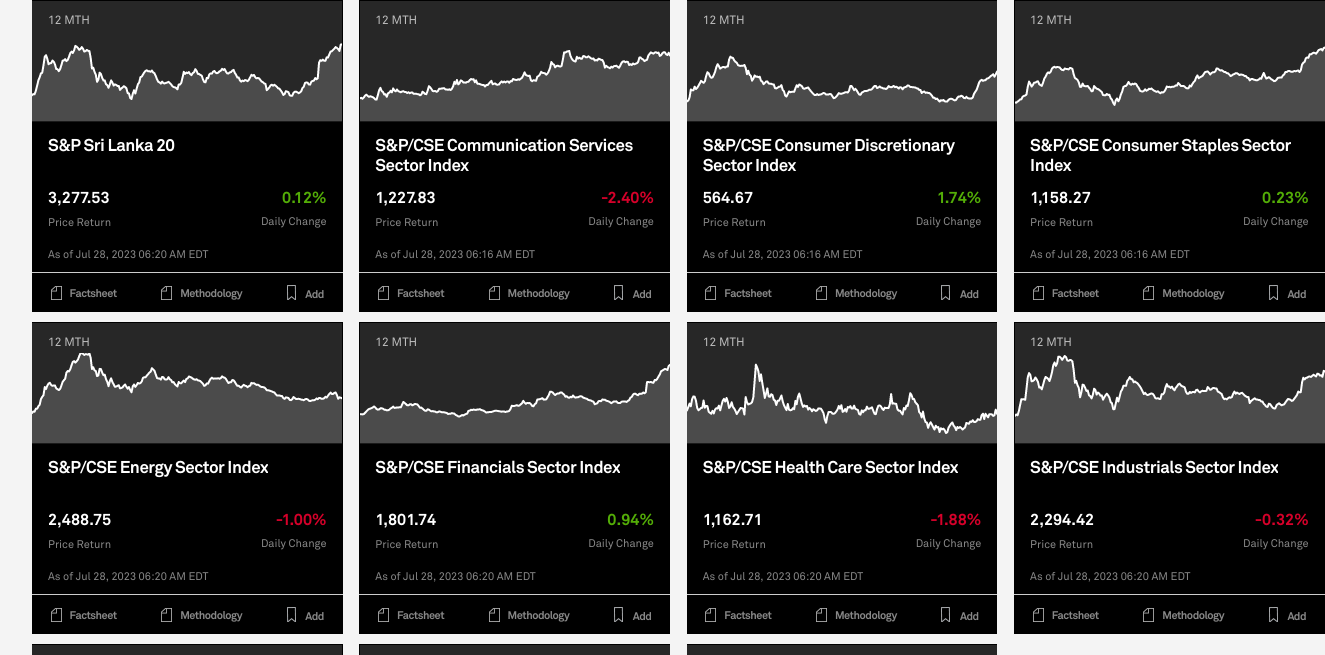 12 MTH
12 MTH
12 MTH
12 MTH
S&P Sri Lanka 20
S&P/CSE Communication Services
Sector Index
S&P/CSE Consumer Discretionary
Sector Index
S&P/CSE Consumer Staples Sector
Index
3,277.53 0.12%
1,227.83 -2.40%
564.67 1.74%
1,158.27 0.23%
Price Return Daily Change
Price Return Daily Change
Price Return Daily Change
Price Return Daily Change
As of Jul 28, 2023 06:20 AM EDT
As of Jul 28, 2023 06:16 AM EDT
As of Jul 28, 2023 06:16 AM EDT
As of Jul 28, 2023 06:16 AM EDT
Factsheet Methodology Add
Factsheet Methodology Add
Factsheet Methodology Add
Factsheet Methodology Add
12 MTH
12 MTH
12 MTH
12 MTH
S&P/CSE Energy Sector Index
S&P/CSE Financials Sector Index
S&P/CSE Health Care Sector Index
S&P/CSE Industrials Sector Index
2,488.75 -1.00%
1,801.74 0.94%
1,162.71 -1.88%
2,294.42 -0.32%
Price Return Daily Change
Price Return Daily Change
Price Return Daily Change
Price Return Daily Change
As of Jul 28, 2023 06:20 AM EDT
As of Jul 28, 2023 06:20 AM EDT
As of Jul 28, 2023 06:20 AM EDT
As of Jul 28, 2023 06:20 AM EDT
Factsheet Methodology Add
Factsheet Methodology Add
Factsheet Methodology Add
Factsheet Methodology Add